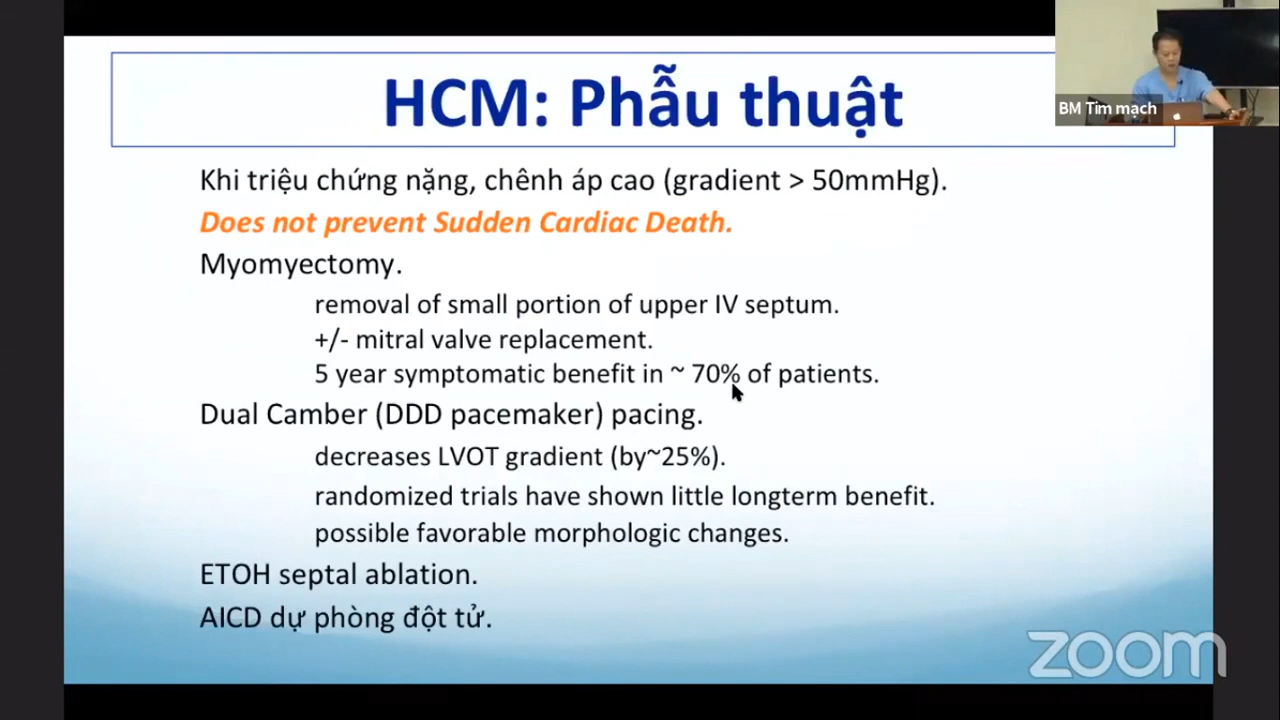 HCM: Phẫu thuật
BM Tim mạch
Khi triệu chứng nặng, chênh áp cao (gradient > 50mmHg).
Does not prevent Sudden Cardiac Death.
Myomyectomy.
removal of small portion of upper IV septum.
+/- mitral valve replacement.
5 year symptomatic benefit in ~ 70% of patients.
Dual Camber (DDD pacemaker) pacing.
decreases LVOT gradient (by~25%).
randomized trials have shown little longterm benefit.
possible favorable morphologic changes.
ETOH septal ablation.
AICD dự phòng đột tử.
zoom